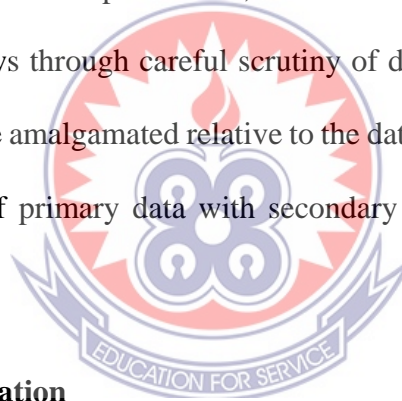 ys through careful scrutiny of d
e amalgamated relative to the dat
f primary data with secondary
EDUCATION FOR SERVICE
ation